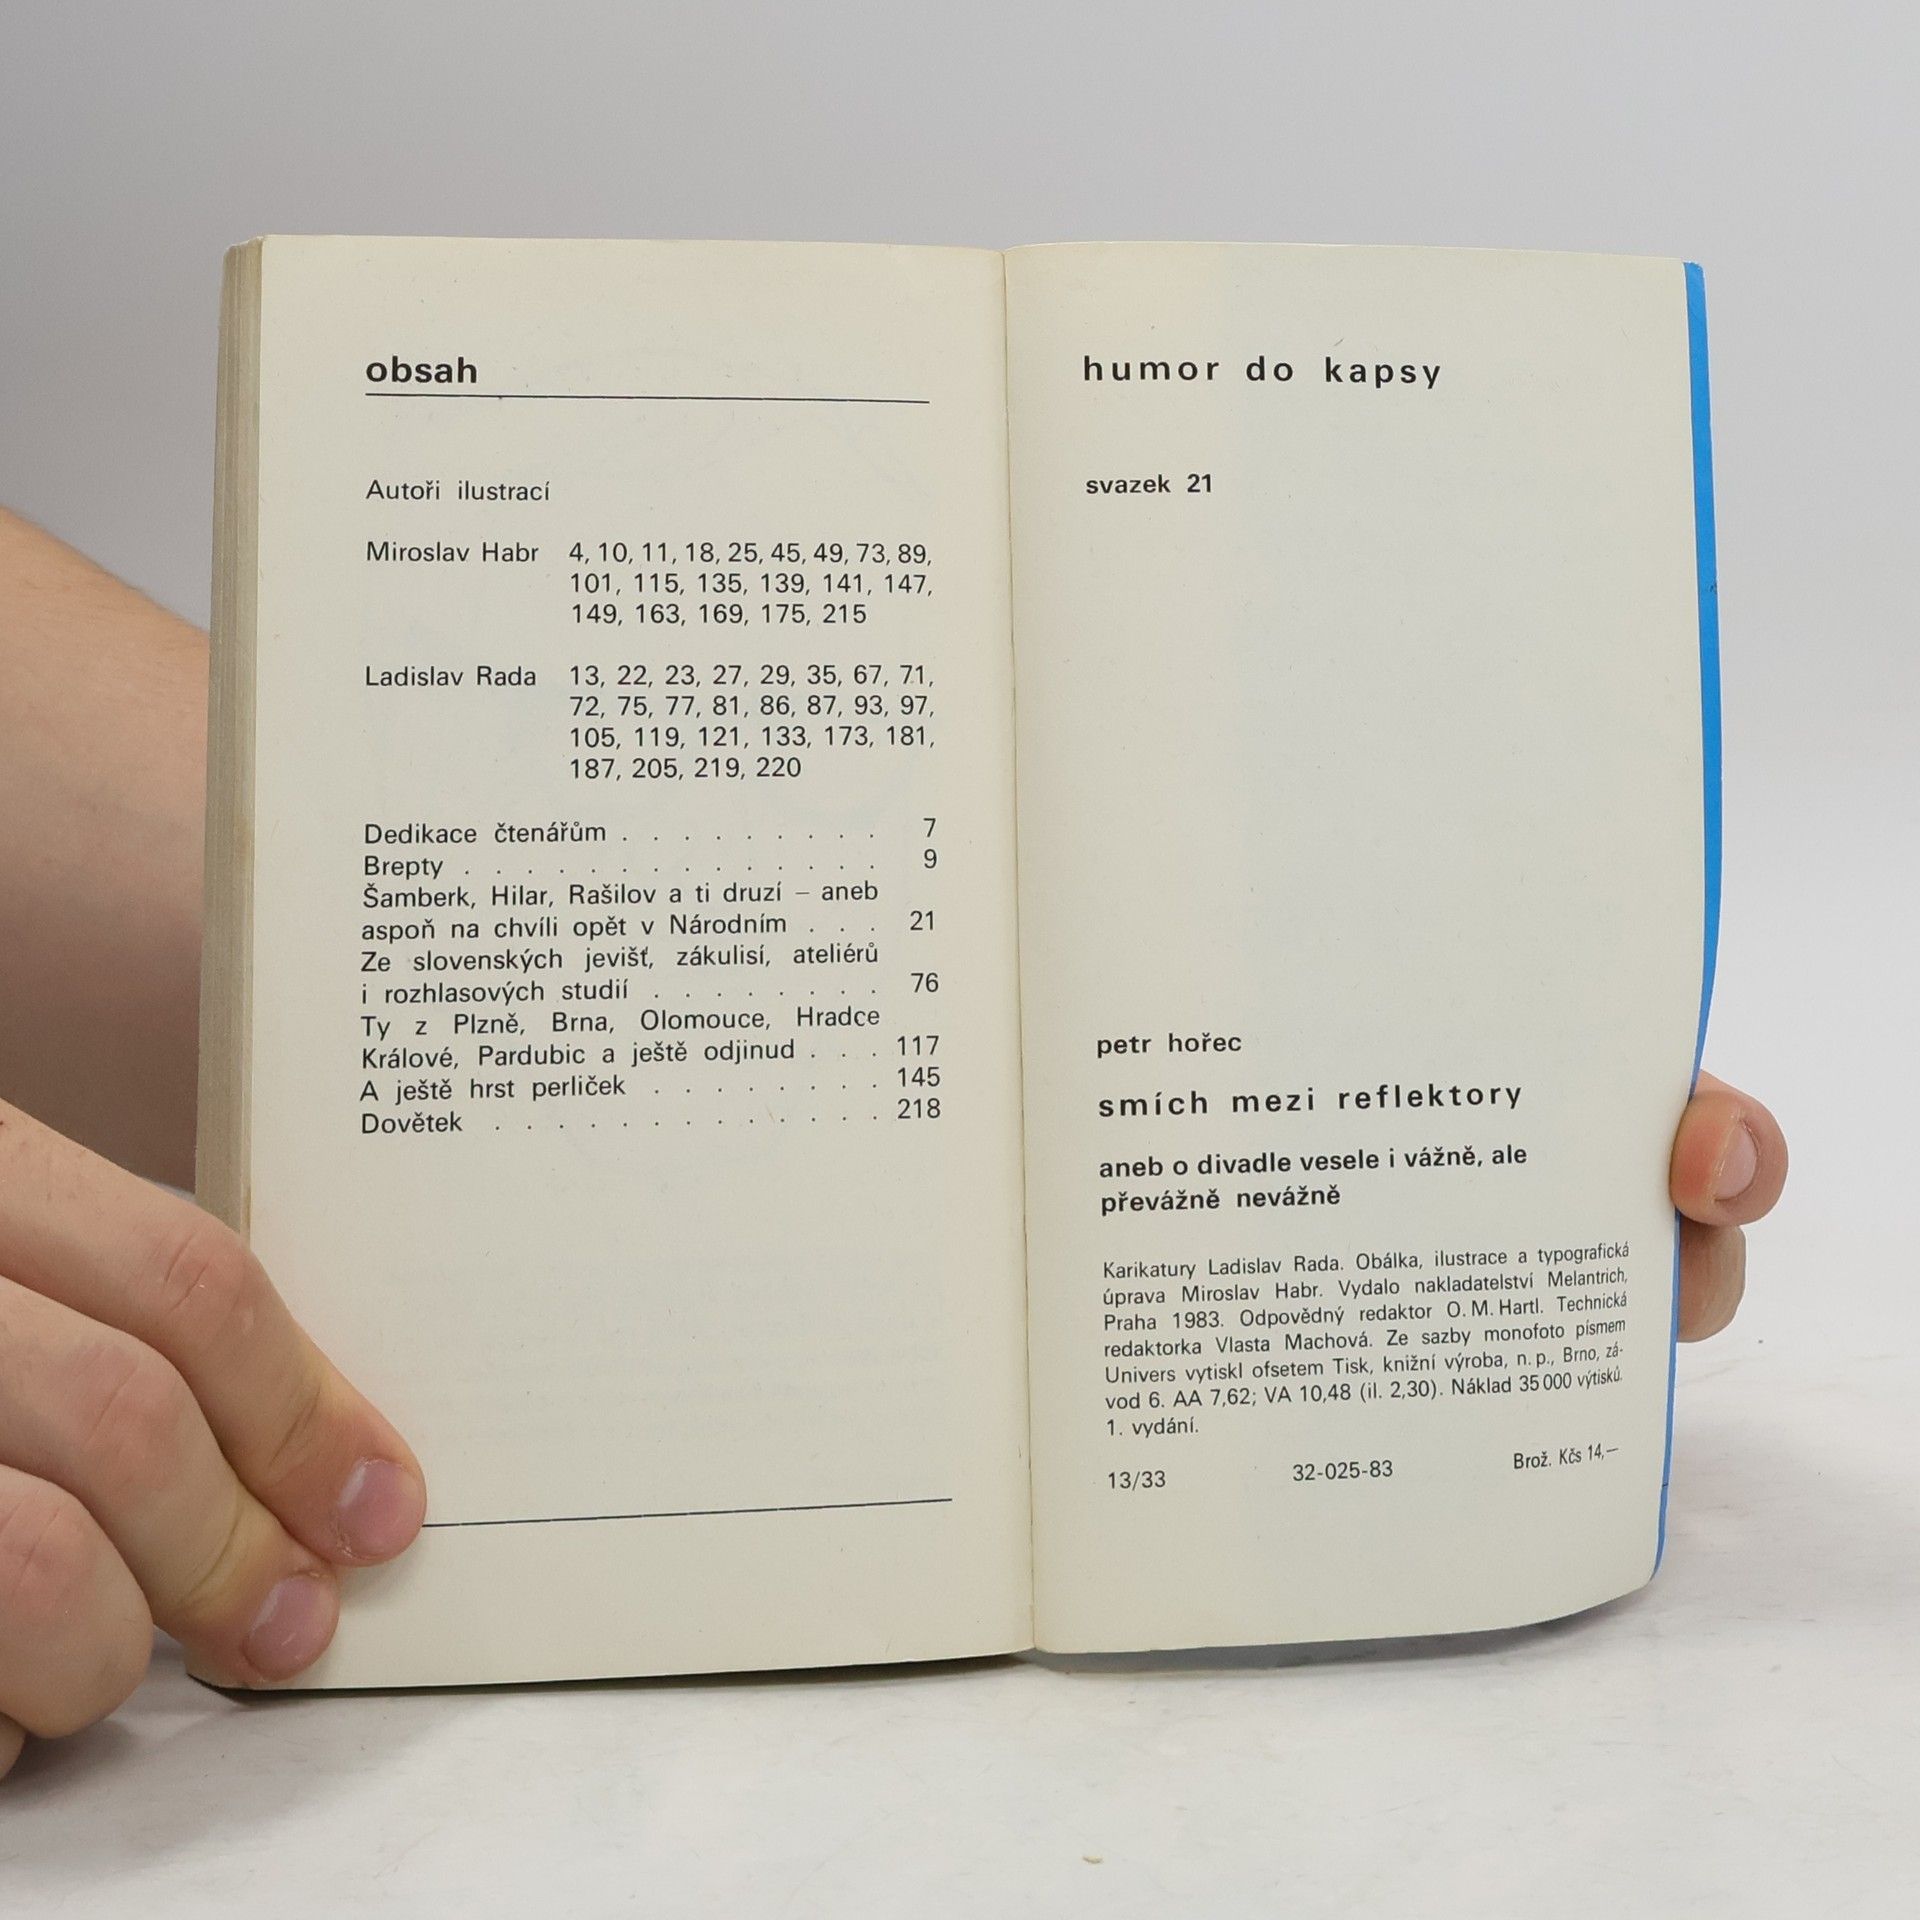 obsah
Autoři ilustrací
Miroslav Habr 4, 10, 11, 18, 25, 45, 49, 73, 89,
101, 115, 135, 139, 141, 147,
149, 163, 169, 175, 215
Ladislav Rada 13, 22, 23, 27, 29, 35, 67, 71,
72, 75, 77, 81, 86, 87, 93, 97,
105, 119, 121, 133, 173, 181,
187, 205, 219, 220
Dedikace čtenářům . . . . . . . . . 7
Brepty . . . . . . . . . . . . . . 9
Šamberk, Hilar, Rašilov a ti druzí – aneb
aspoň na chvíli opět v Národním . . . 21
Ze slovenských jevišť, zákulisí, ateliérů
i rozhlasových studií . . . . . . . . 76
Ty z Plzně, Brna, Olomouce, Hradce
Králové, Pardubic a ještě odjinud . . . 117
A ještě hrst perliček . . . . . . . . 145
Dovětek . . . . . . . . . . . . . 218
humor do kapsy
svazek 21
petr hořec
smích mezi reflektory
aneb o divadle vesele i vážně, ale
převážně nevážně
Karikatury Ladislav Rada. Obálka, ilustrace a typografická
úprava Miroslav Habr. Vydalo nakladatelství Melantrich,
Praha 1983. Odpovědný redaktor O. M. Hartl. Technická
redaktorka Vlasta Machová. Ze sazby monofoto písmem
Univers vytiskl ofsetem Tisk, knižní výroba, n. p., Brno, zá-
vod 6. AA 7,62; VA 10,48 (il. 2,30). Náklad 35 000 výtisků.
1. vydání.
13/33 32-025-83 Brož. Kčs 14,—